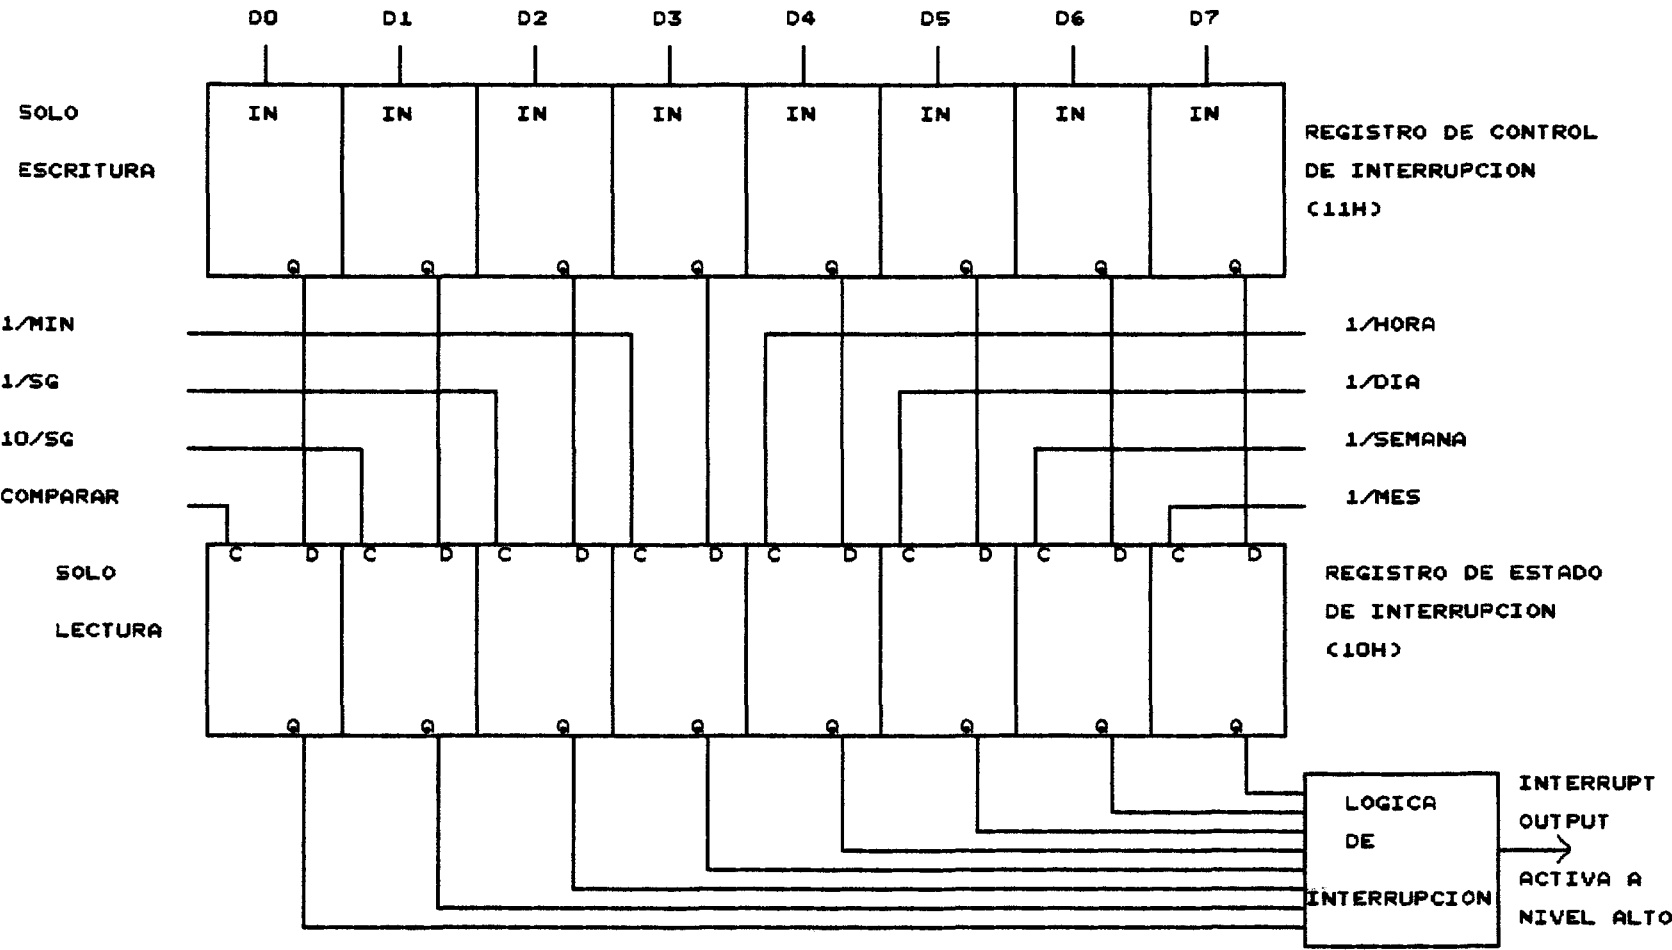 D0 D1 D2 D3 D4 D5 D6 D7
IN IN IN IN IN IN IN IN
SOLO
ESCRITURA
REGISTRO DE CONTROL
DE INTERRUPCION
(11H)
Q Q Q Q Q Q Q Q
1/MIN
1/SG
10/SG
COMPARAR
1/HORA
1/DIA
1/SEMANA
1/MES
C D C D C D C D C D C D C D C D
SOLO
LECTURA
REGISTRO DE ESTADO
DE INTERRUPCION
(10H)
Q Q Q Q Q Q Q Q
LOGICA
DE
INTERRUPCION
INTERRUPT
OUTPUT
ACTIVA A
NIVEL ALTO